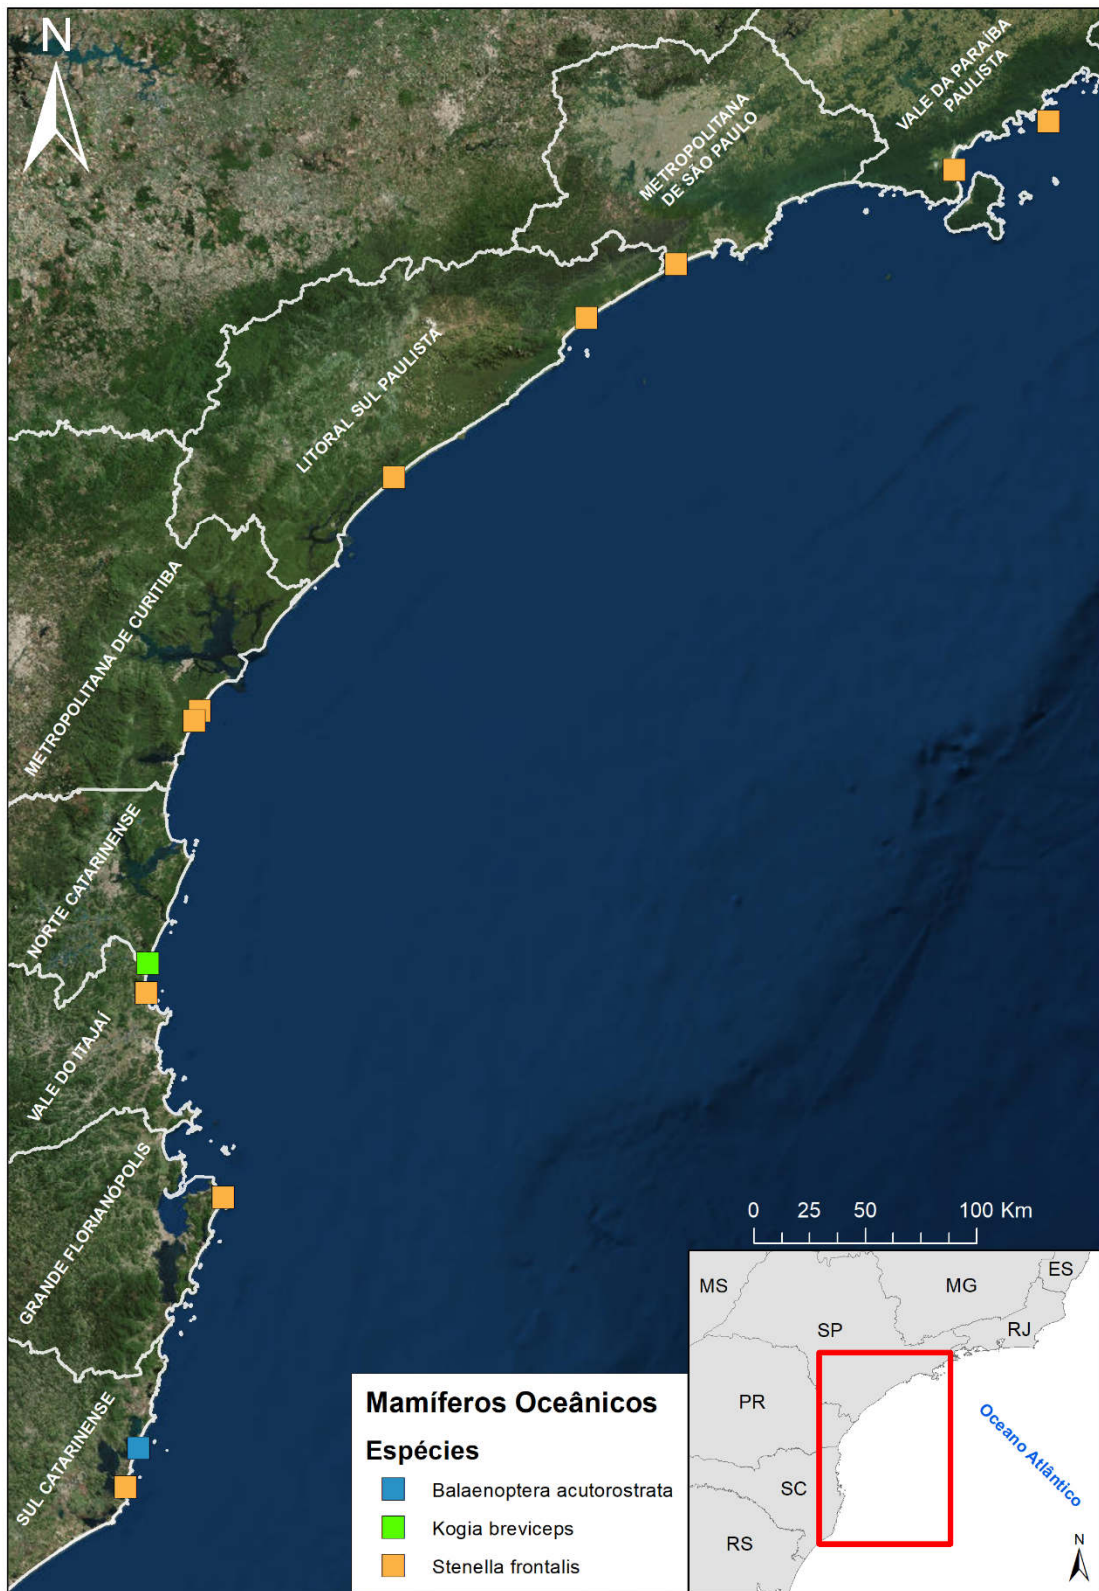 N
VALE DA PARAÍBA
PAULISTA
METROPOLITANA
DE SÃO PAULO
LITORAL SUL PAULISTA
METROPOLITANA DE CURITIBA
NORTE CATARINENSE
VALE DO ITAJAÍ
GRANDE FLORIANÓPOLIS
SUL CATARINENSE
0 25 50 100 Km
Mamíferos Oceânicos
Espécies
Balaenoptera acutorostrata
Kogia breviceps
Stenella frontalis
MS
MG
ES
SP
RJ
PR
SC
RS
Oceano Atlântico
N